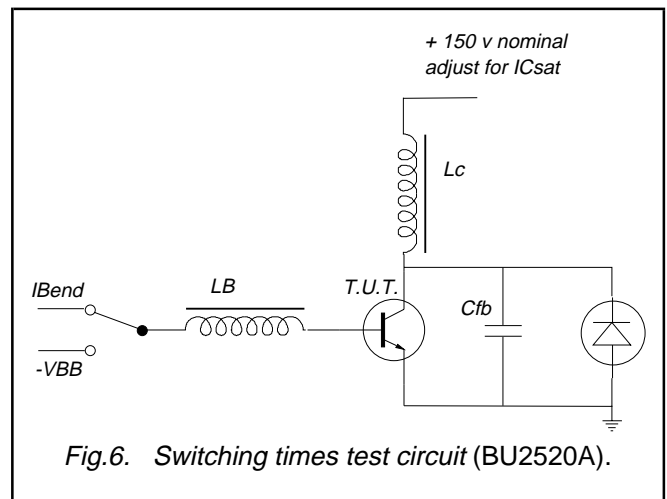 + 150 v nominal
adjust for ICsat
Lc
IBend
LB
T.U.T.
Cfb
-VBB
Fig.6. Switching times test circuit (BU2520A).